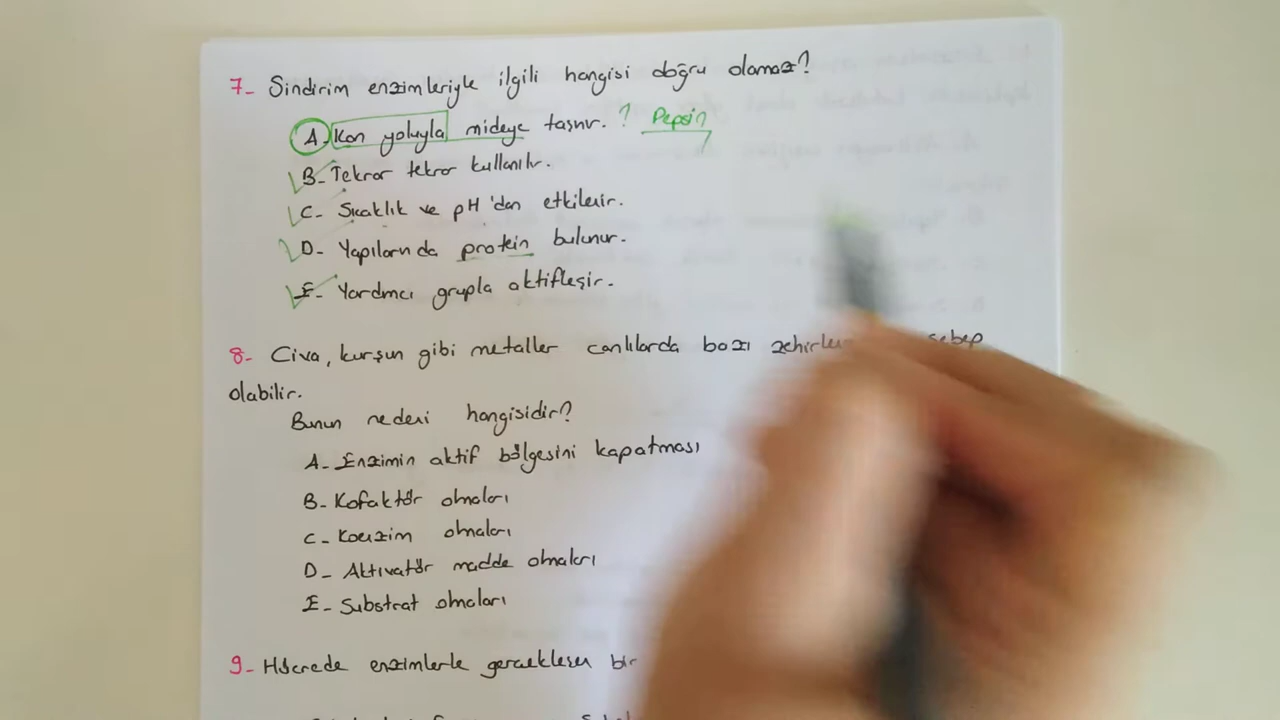 7- Sindirim enzimleriyle ilgili hangisi doğru olamaz?
A. Kan yoluyla mideye taşınır. ? Pepsin
B- Tekrar tekrar kullanılır.
C- Sıcaklık ve pH'dan etkilenir.
D- Yapılarında protein bulunur.
E- Yardımcı grupla aktifleşir.
8- Civa, kurşun gibi metaller canlılarda bazı sebep
olabilir.
Bunun nedeni hangisidir?
A- Enzimin aktif bölgesini kapatması
B- Kofaktör olmaları
C- Koenzim olmaları
D- Aktivatör madde olmaları
E- Substrat olmaları
9- Hücrede enzimlerle gerçekleşen bir